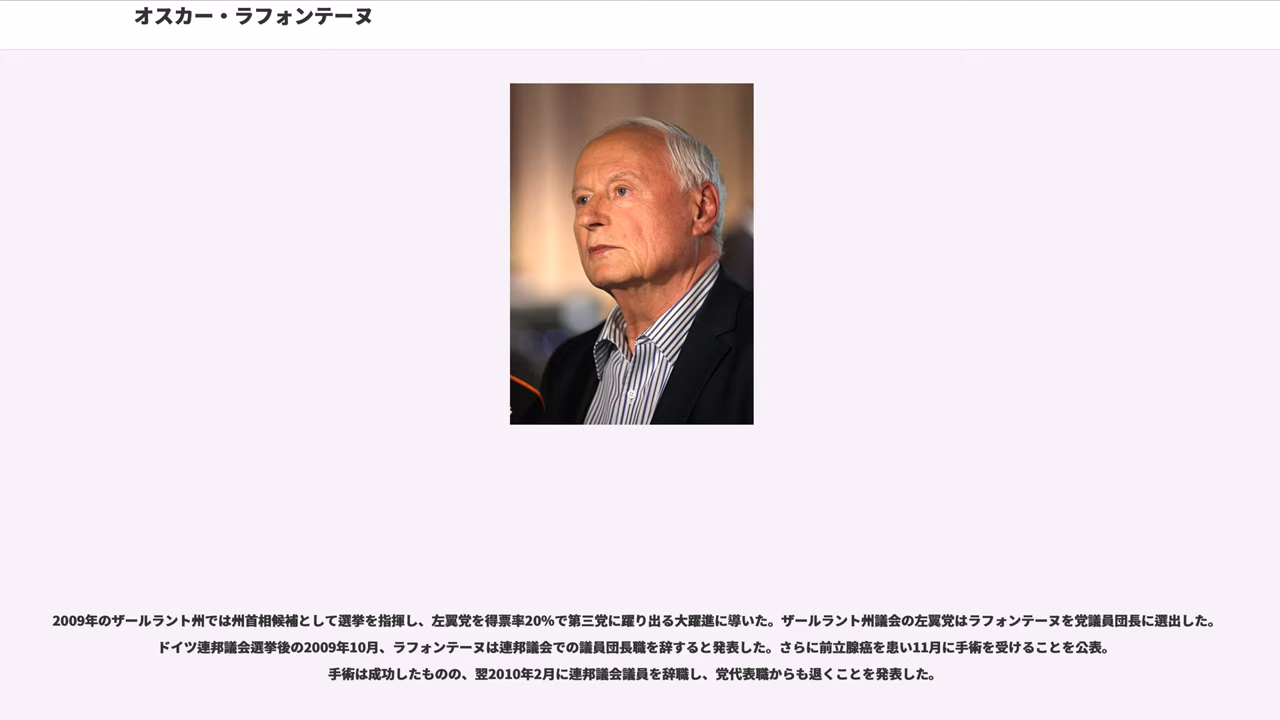 オスカー・ラフォンテーヌ
2009年のザールラント州では州首相候補として選挙を指揮し、左翼党を得票率20%で第三党に躍り出る大躍進に導いた。ザールラント州議会の左翼党はラフォンテーヌを党議員団長に選出した。
ドイツ連邦議会選挙後の2009年10月、ラフォンテーヌは連邦議会での議員団長職を辞すると発表した。さらに前立腺癌を患い11月に手術を受けることを公表。
手術は成功したものの、翌2010年2月に連邦議会議員を辞職し、党代表職からも退くことを発表した。